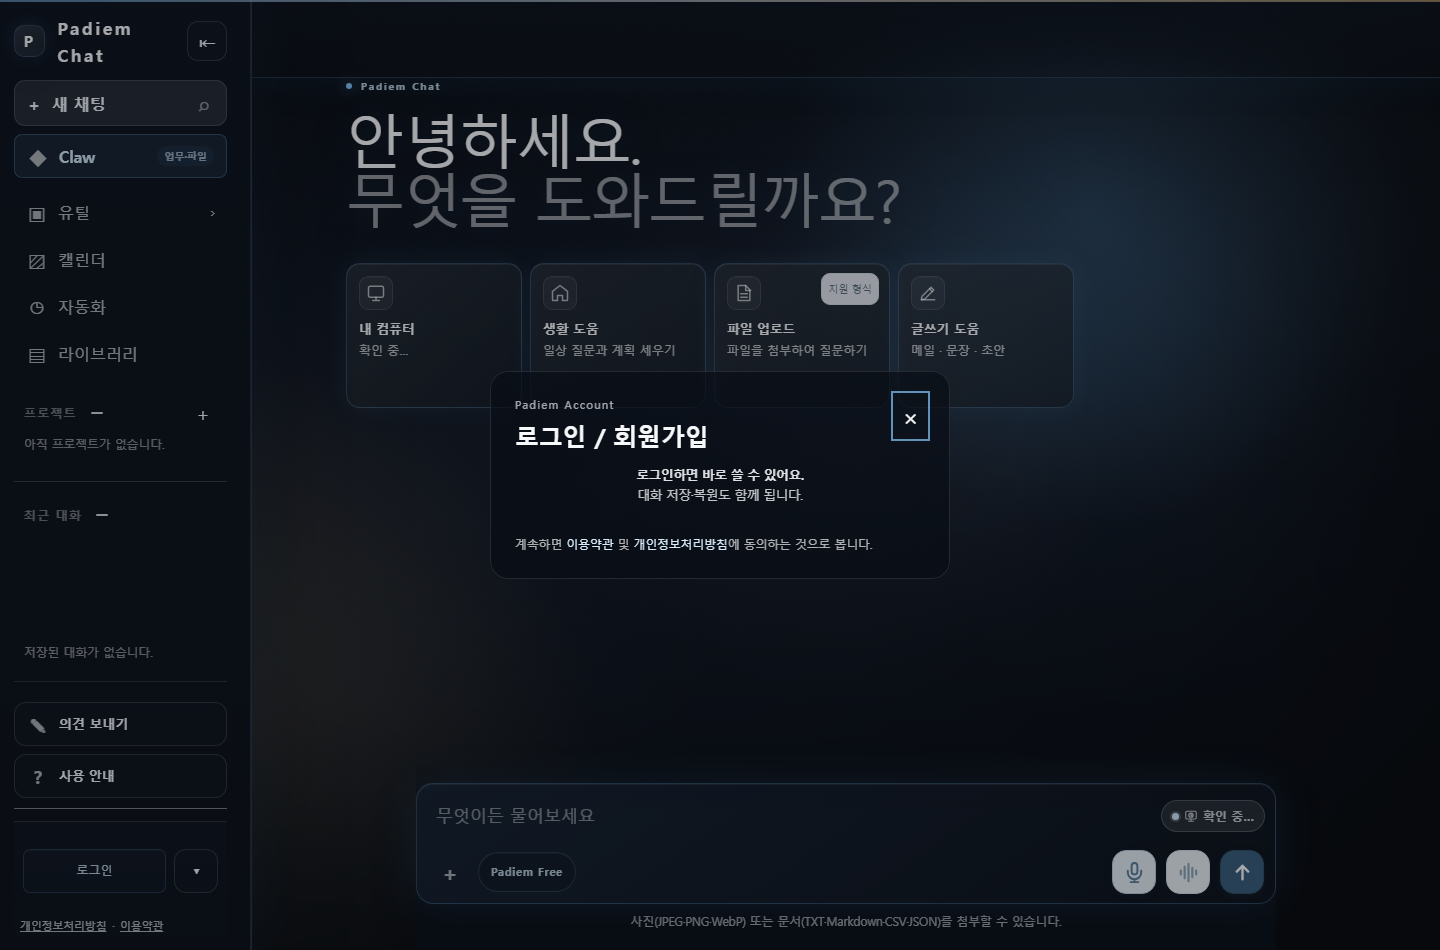 P
Padiem
Chat
+ 새 채팅
Claw
업무·파일
유틸
캘린더
자동화
라이브러리
프로젝트
+
아직 프로젝트가 없습니다.
최근 대화
저장된 대화가 없습니다.
의견 보내기
? 사용 안내
로그인
개인정보처리방침 · 이용약관
Padiem Chat
안녕하세요.
무엇을 도와드릴까요?
내 컴퓨터
확인 중...
생활 도움
일상 질문과 계획 세우기
지원 형식
파일 업로드
파일을 첨부하여 질문하기
글쓰기 도움
메일 · 문장 · 초안
Padiem Account
로그인 / 회원가입
×
로그인하면 바로 쓸 수 있어요.
대화 저장·복원도 함께 됩니다.
계속하면 이용약관 및 개인정보처리방침에 동의하는 것으로 봅니다.
무엇이든 물어보세요
확인 중...
+
Padiem Free
사진(JPEG·PNG·WebP) 또는 문서(TXT·Markdown·CSV·JSON)를 첨부할 수 있습니다.